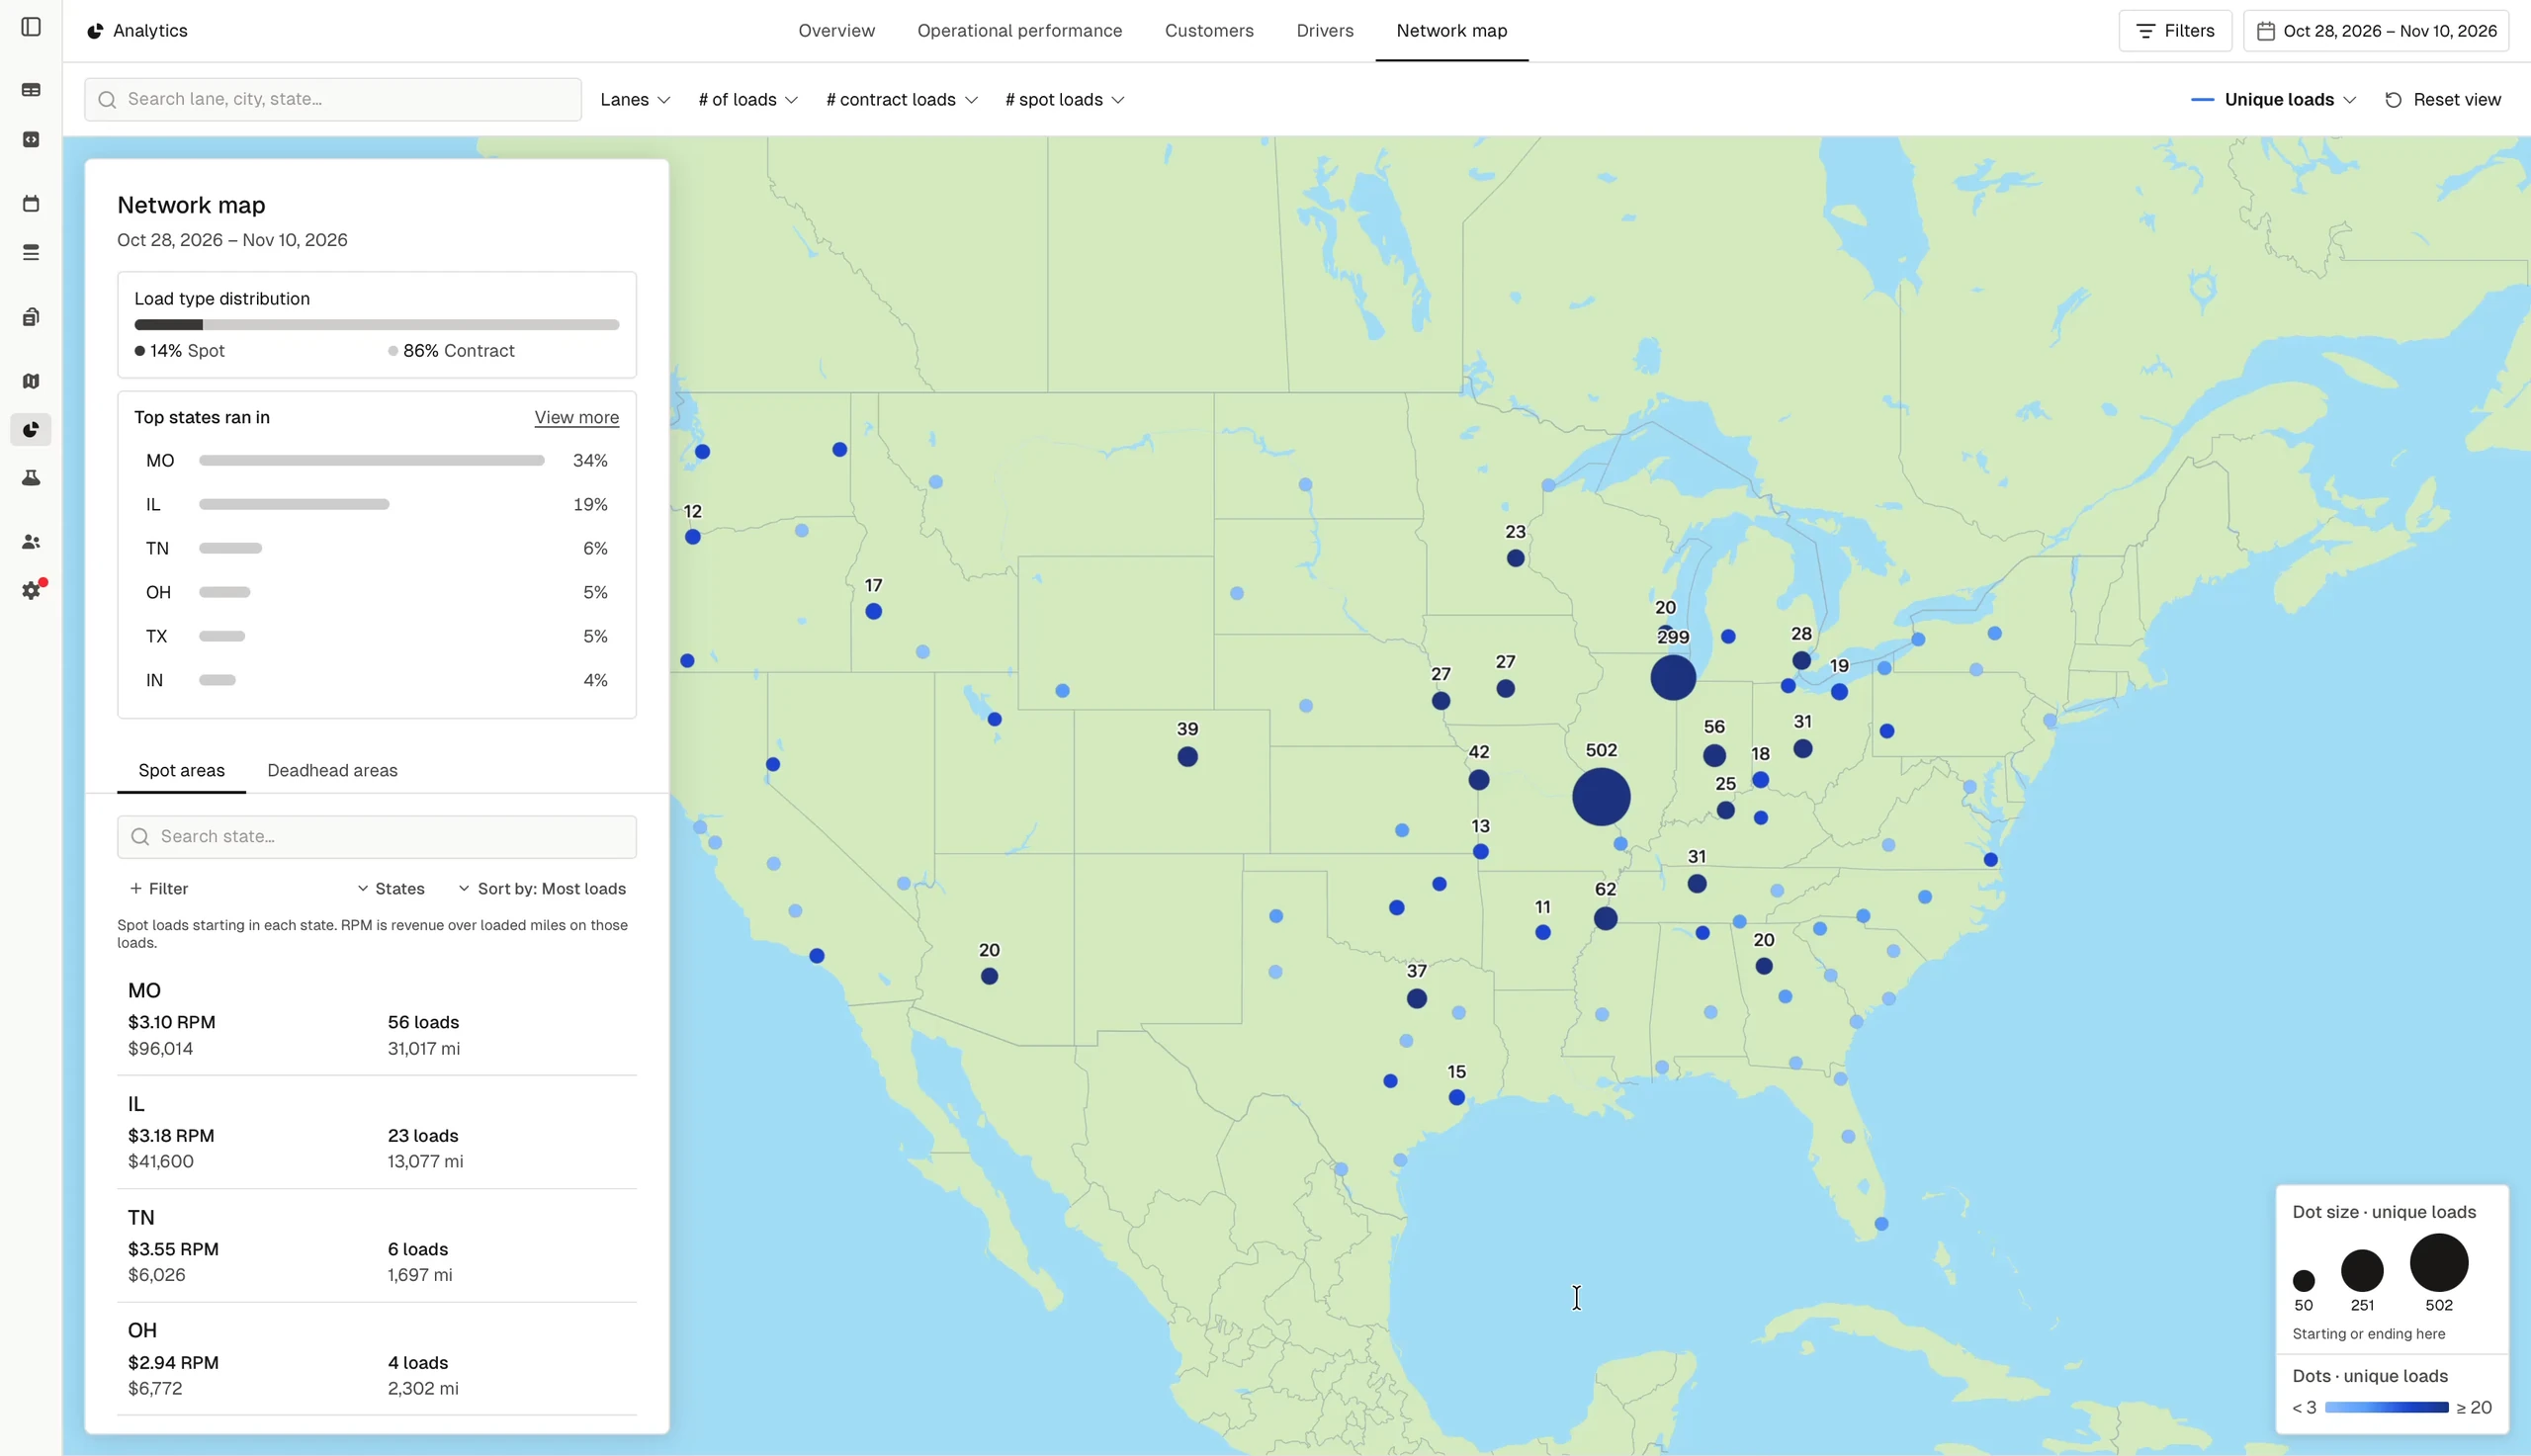 Analytics
Overview
Operational performance
Customers
Drivers
Network map
Filters
Oct 28, 2026 – Nov 10, 2026
Search lane, city, state...
Lanes
# of loads
# contract loads
# spot loads
Unique loads
Reset view
Network map
Oct 28, 2026 – Nov 10, 2026
Load type distribution
14% Spot
86% Contract
Top states ran in
View more
MO 34%
IL 19%
TN 6%
OH 5%
TX 5%
IN 4%
Spot areas
Deadhead areas
Search state...
+ Filter
States
Sort by: Most loads
Spot loads starting in each state. RPM is revenue over loaded miles on those
loads.
MO
$3.10 RPM
56 loads
$96,014
31,017 mi
IL
$3.18 RPM
23 loads
$41,600
13,077 mi
TN
$3.55 RPM
6 loads
$6,026
1,697 mi
OH
$2.94 RPM
4 loads
$6,772
2,302 mi
12
23
17
20
299
28
27
27
19
39
56
31
42
502
18
25
13
31
62
11
20
20
37
15
Dot size · unique loads
50
251
502
Starting or ending here
Dots · unique loads
< 3
≥ 20